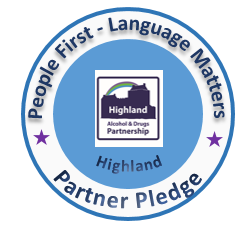 People First - Language Matters
Highland
Alcohol & Drugs
Partnership
Highland
Partner Pledge